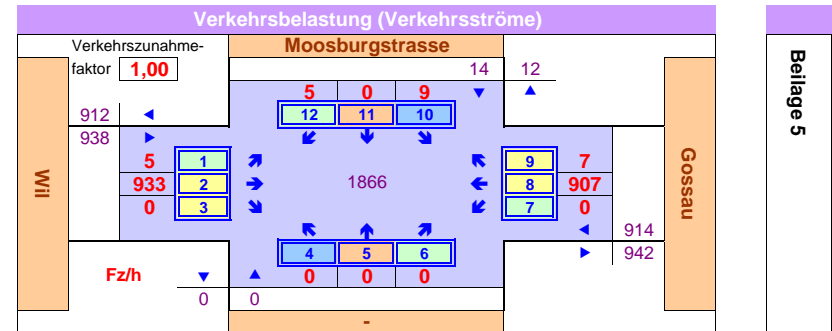 Verkehrsbelastung (Verkehrsströme)
Verkehrszunahme-
faktor 1,00
Moosburgstrasse
14 12
5 0 9
12 11 10
912
938
Wil
5 1
933 2
0 3
1866
9 7
8 907
7 0
Gossau
914
942
4 5 6
0 0 0
Fz/h
0 0
-
Beilage 5